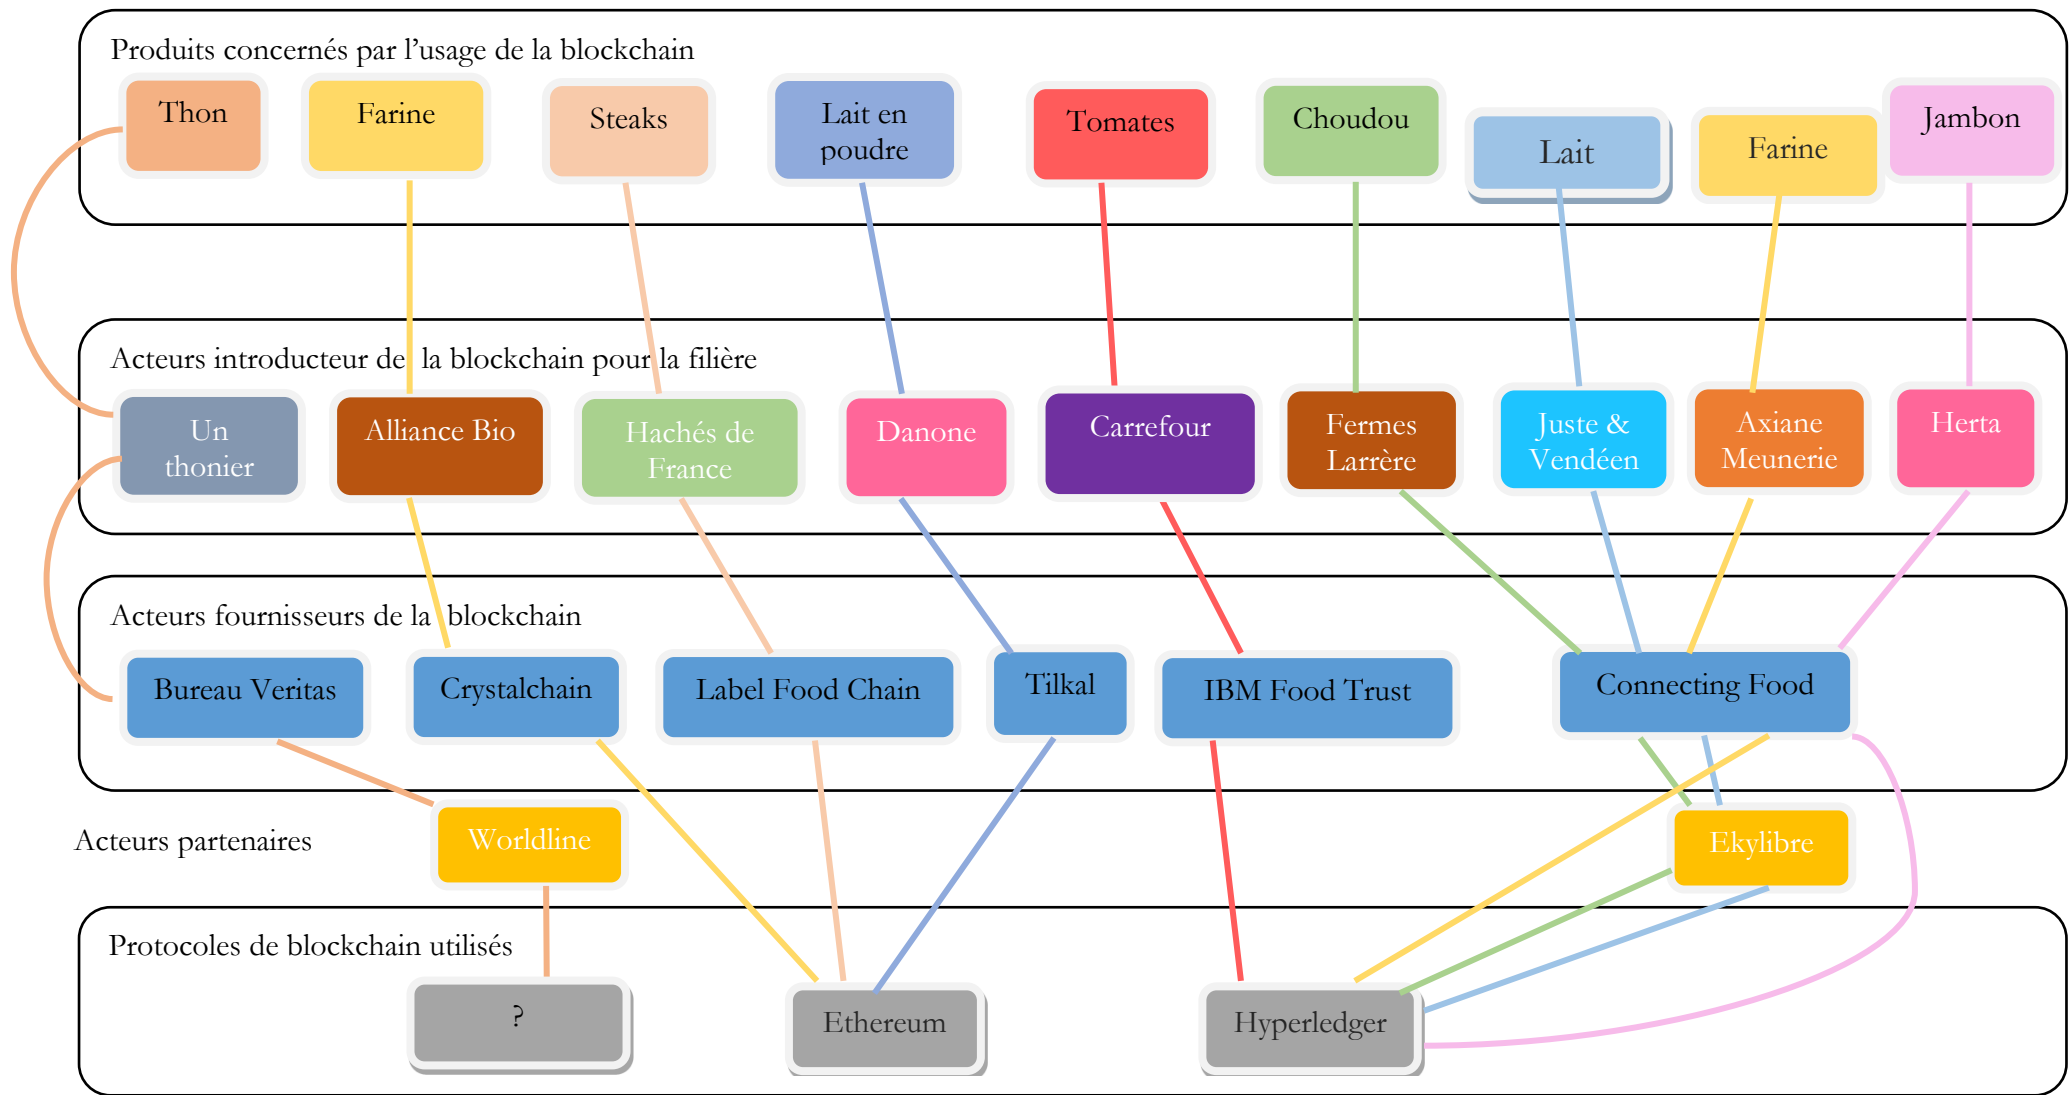 Produits concernés par l’usage de la blockchain
Thon
Farine
Steaks
Lait en
poudre
Tomates
Choudou
Lait
Farine
Jambon
Acteurs introducteur de la blockchain pour la filière
Un
thonier
Alliance Bio
Hachés de
France
Danone
Carrefour
Fermes
Larrère
Juste &
Vendéen
Axiane
Meunerie
Herta
Acteurs fournisseurs de la blockchain
Bureau Veritas
Crystalchain
Label Food Chain
Tilkal
IBM Food Trust
Connecting Food
Acteurs partenaires
Worldline
Ekylibre
Protocoles de blockchain utilisés
?
Ethereum
Hyperledger